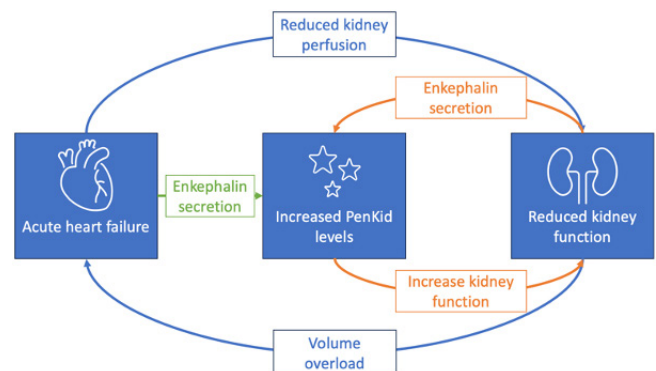 Reduced kidney
perfusion
Enkephalin
secretion
Acute heart failure
Enkephalin
secretion
Increased PenKid
levels
Reduced kidney
function
Increase kidney
function
Volume
overload